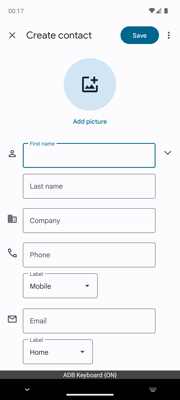 00:17
Create contact
Save
Add picture
First name
Last name
Company
Phone
Label
Mobile
Email
Label
Home
ADB Keyboard {ON}